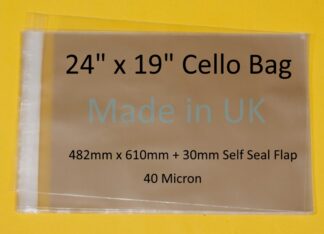 24" x 19" Cello Bag
Made in UK
482mm x 610mm + 30mm Self Seal Flap
40 Micron